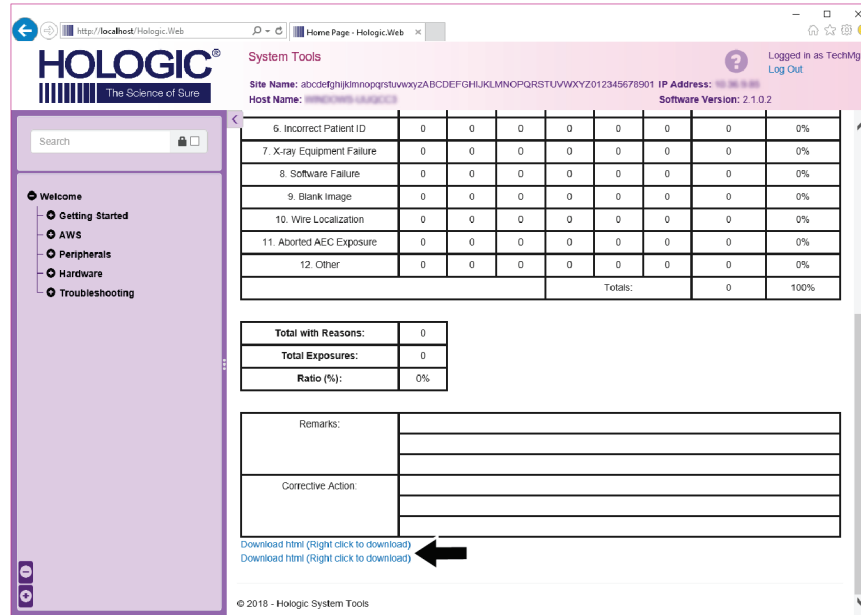 http://localhost/Hologic.Web
Home Page - Hologic.Web
HOLOGIC®
The Science of Sure
System Tools
Logged in as TechMg
Log Out
Site Name: abcdefghijklmnopqrstuvwxyzABCDEFGHIJKLMNOPQRSTUVWXYZ012345678901 IP Address:
Host Name: Software Version: 2.1.0.2
Search
Welcome
Getting Started
AWS
Peripherals
Hardware
Troubleshooting
6. Incorrect Patient ID 0 0 0 0 0 0 0 0%
7. X-ray Equipment Failure 0 0 0 0 0 0 0 0%
8. Software Failure 0 0 0 0 0 0 0 0%
9. Blank Image 0 0 0 0 0 0 0 0%
10. Wire Localization 0 0 0 0 0 0 0 0%
11. Aborted AEC Exposure 0 0 0 0 0 0 0 0%
12. Other 0 0 0 0 0 0 0 0%
Totals: 0 100%
Total with Reasons: 0
Total Exposures: 0
Ratio (%): 0%
Remarks:
Corrective Action:
Download html (Right click to download)
Download html (Right click to download)
© 2018 - Hologic System Tools